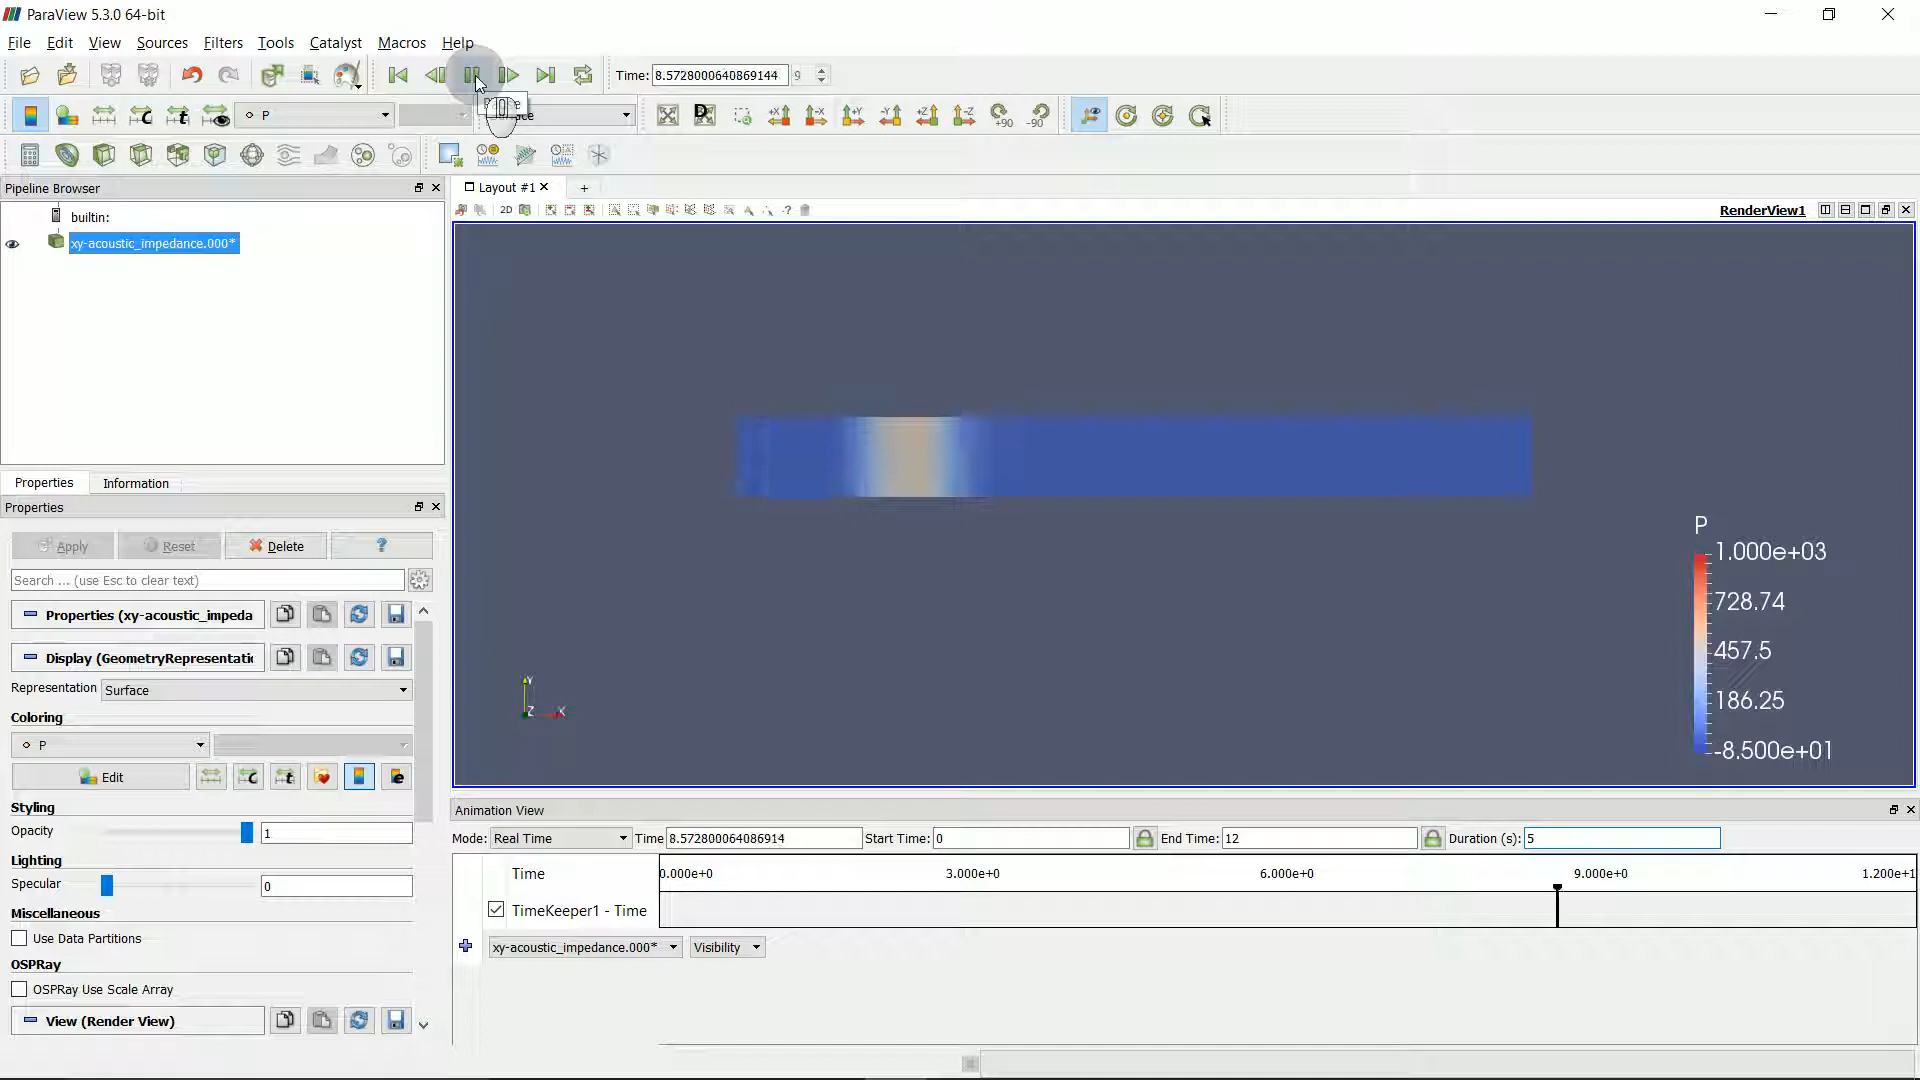 ParaView 5.3.0 64-bit
File Edit View Sources Filters Tools Catalyst Macros Help
Time: 8.5728000640869144 9
P
D +X -X +Y -Y +Z -Z +90 -90
Pipeline Browser
Layout #1
builtin:
2D
RenderView1
xy-acoustic_impedance.000*
Properties Information
Properties
Apply Reset Delete ?
Search ... (use Esc to clear text)
Properties (xy-acoustic_impeda
Display (GeometryRepresentatic
Representation Surface
Coloring
P
Edit
Styling
Opacity 1
Lighting
Specular 0
Miscellaneous
Use Data Partitions
OSPRay
OSPRay Use Scale Array
View (Render View)
Y
Z X
P
1.000e+03
728.74
457.5
186.25
-8.500e+01
Animation View
Mode: Real Time Time 8.572800064086914 Start Time: 0 End Time: 12 Duration (s): 5
Time 0.000e+0 3.000e+0 6.000e+0 9.000e+0 1.200e+1
TimeKeeper1 - Time
xy-acoustic_impedance.000* Visibility